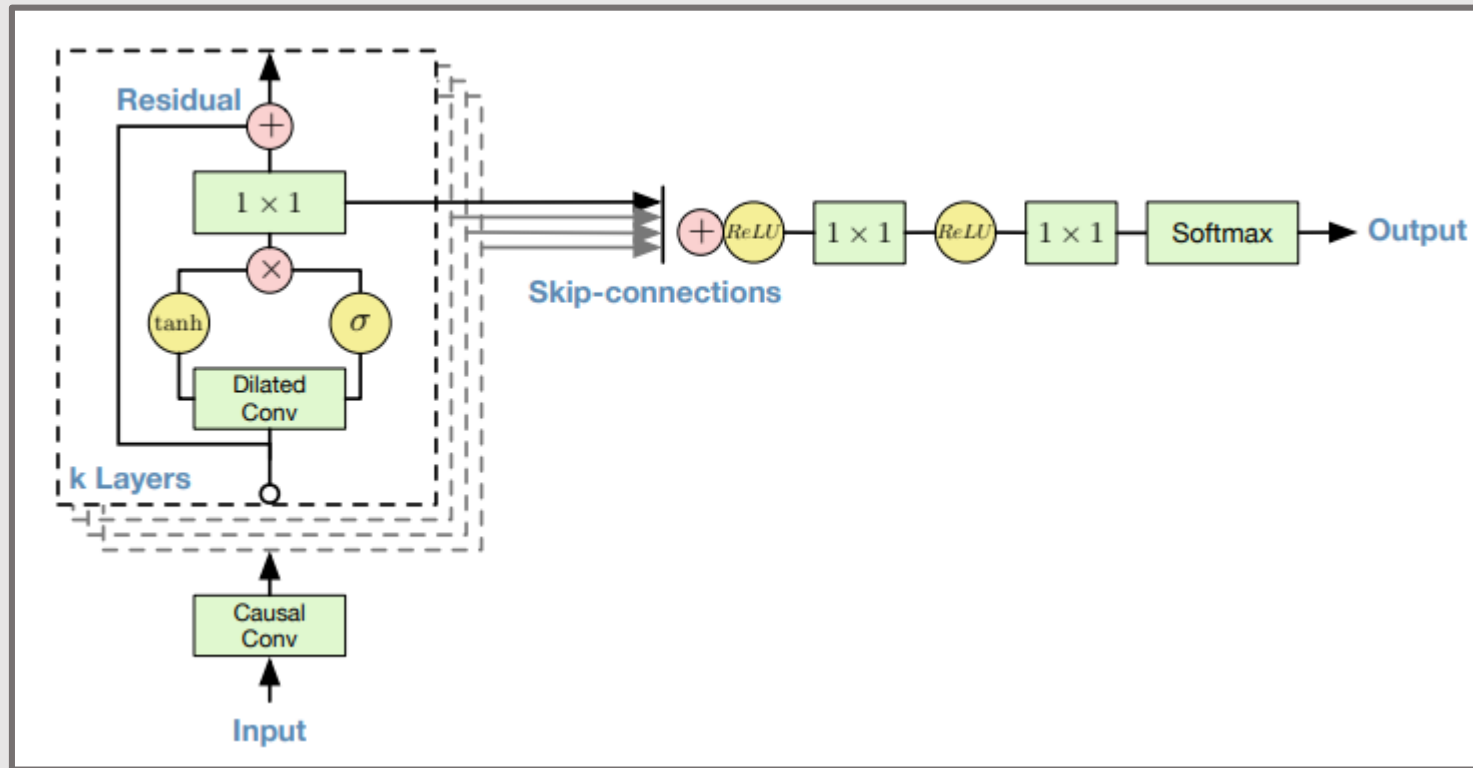 Residual
+
1 × 1
×
tanh
σ
Dilated
Conv
k Layers
Causal
Conv
Input
Skip-connections
+
ReLU
1 × 1
ReLU
1 × 1
Softmax
Output